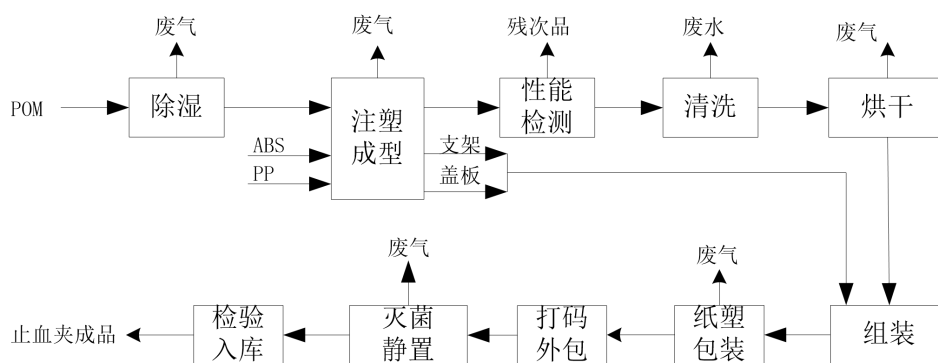 废气
废气
残次品
废水
废气
POM
除湿
注塑
成型
性能
检测
清洗
烘干
ABS
PP
支架
盖板
废气
废气
止血夹成品
检验
入库
灭菌
静置
打码
外包
纸塑
包装
组装